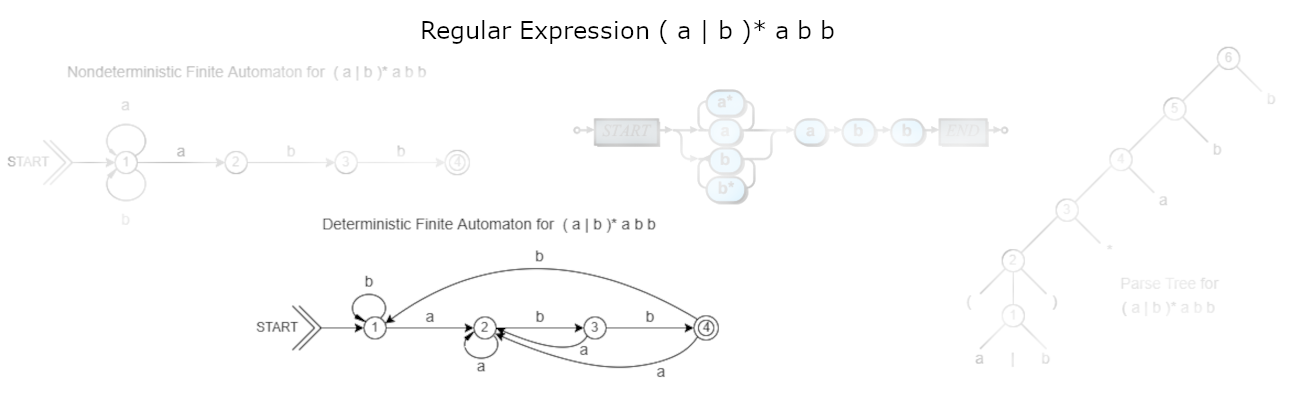 Regular Expression ( a | b )* a b b
Nondeterministic Finite Automaton for ( a | b )* a b b
a
START
1
a
2
b
3
b
4
b
START
a*
a
b
b*
a
b
b
END
6
b
5
b
4
a
3
*
2
(
)
1
a
|
b
Parse Tree for
( a | b )* a b b
Deterministic Finite Automaton for ( a | b )* a b b
b
b
START
1
a
2
b
3
b
4
a
a
a